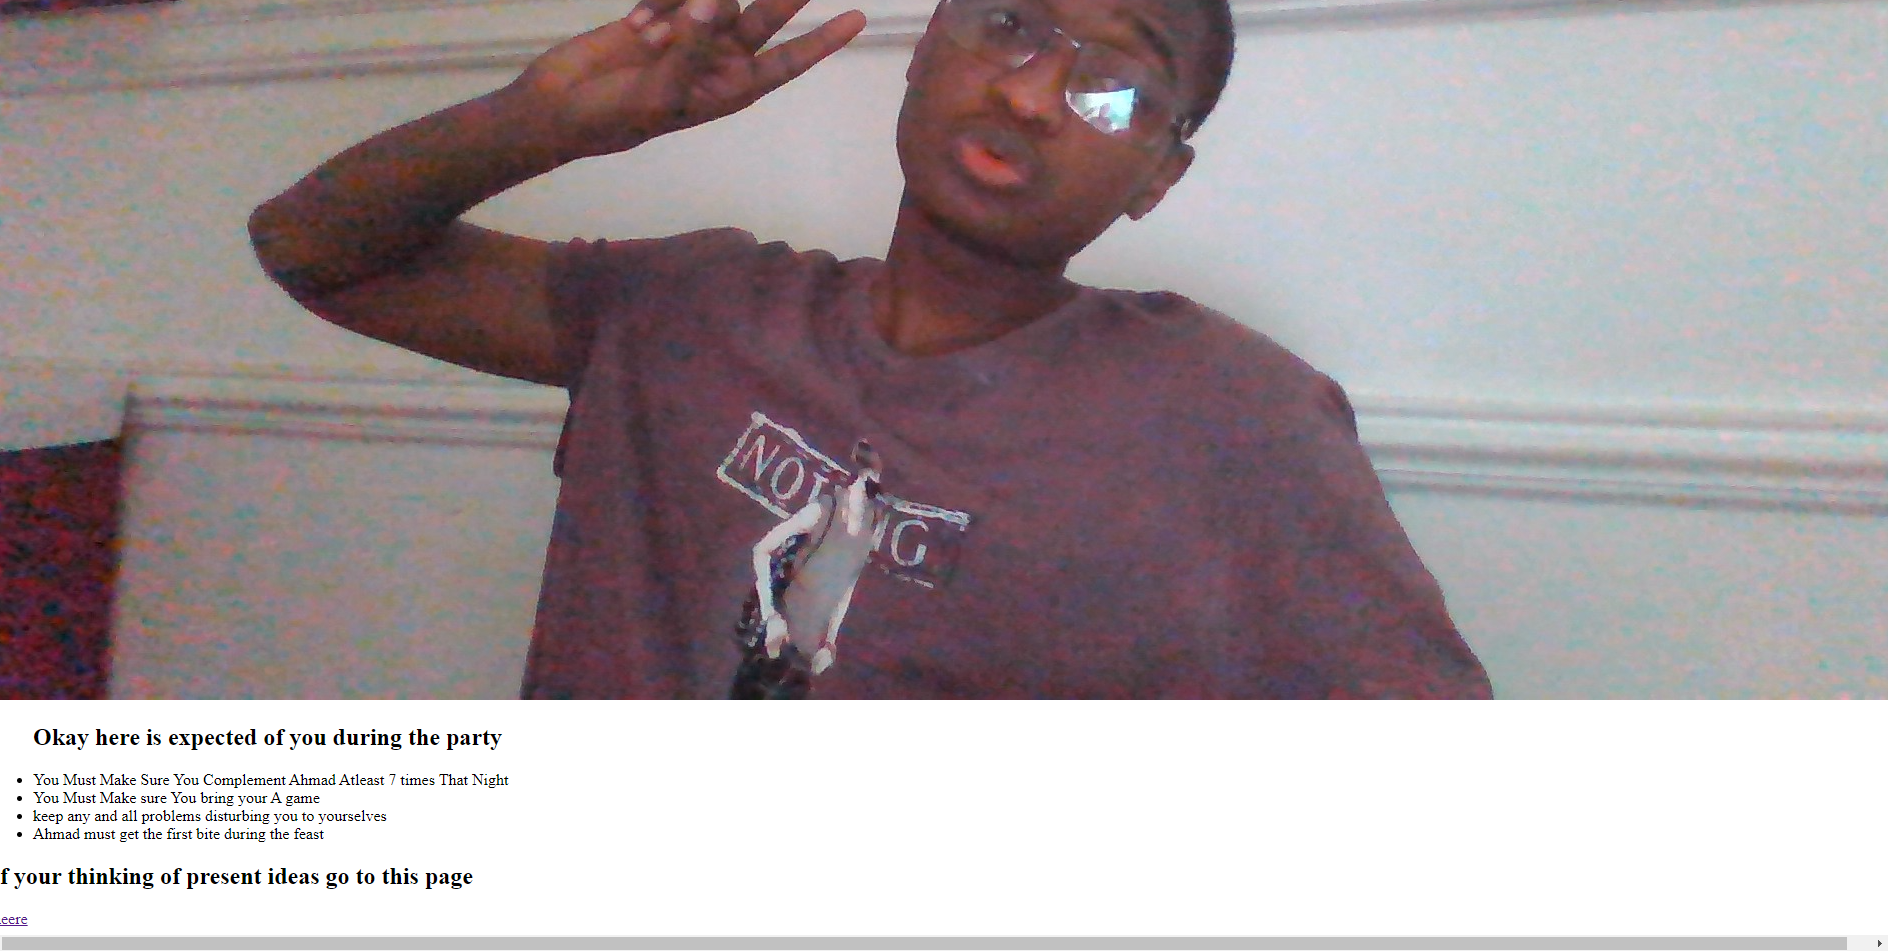 NOT NG
Okay here is expected of you during the party
You Must Make Sure You Complement Ahmad Atleast 7 times That Night
You Must Make sure You bring your A game
keep any and all problems disturbing you to yourselves
Ahmad must get the first bite during the feast
f your thinking of present ideas go to this page
eere